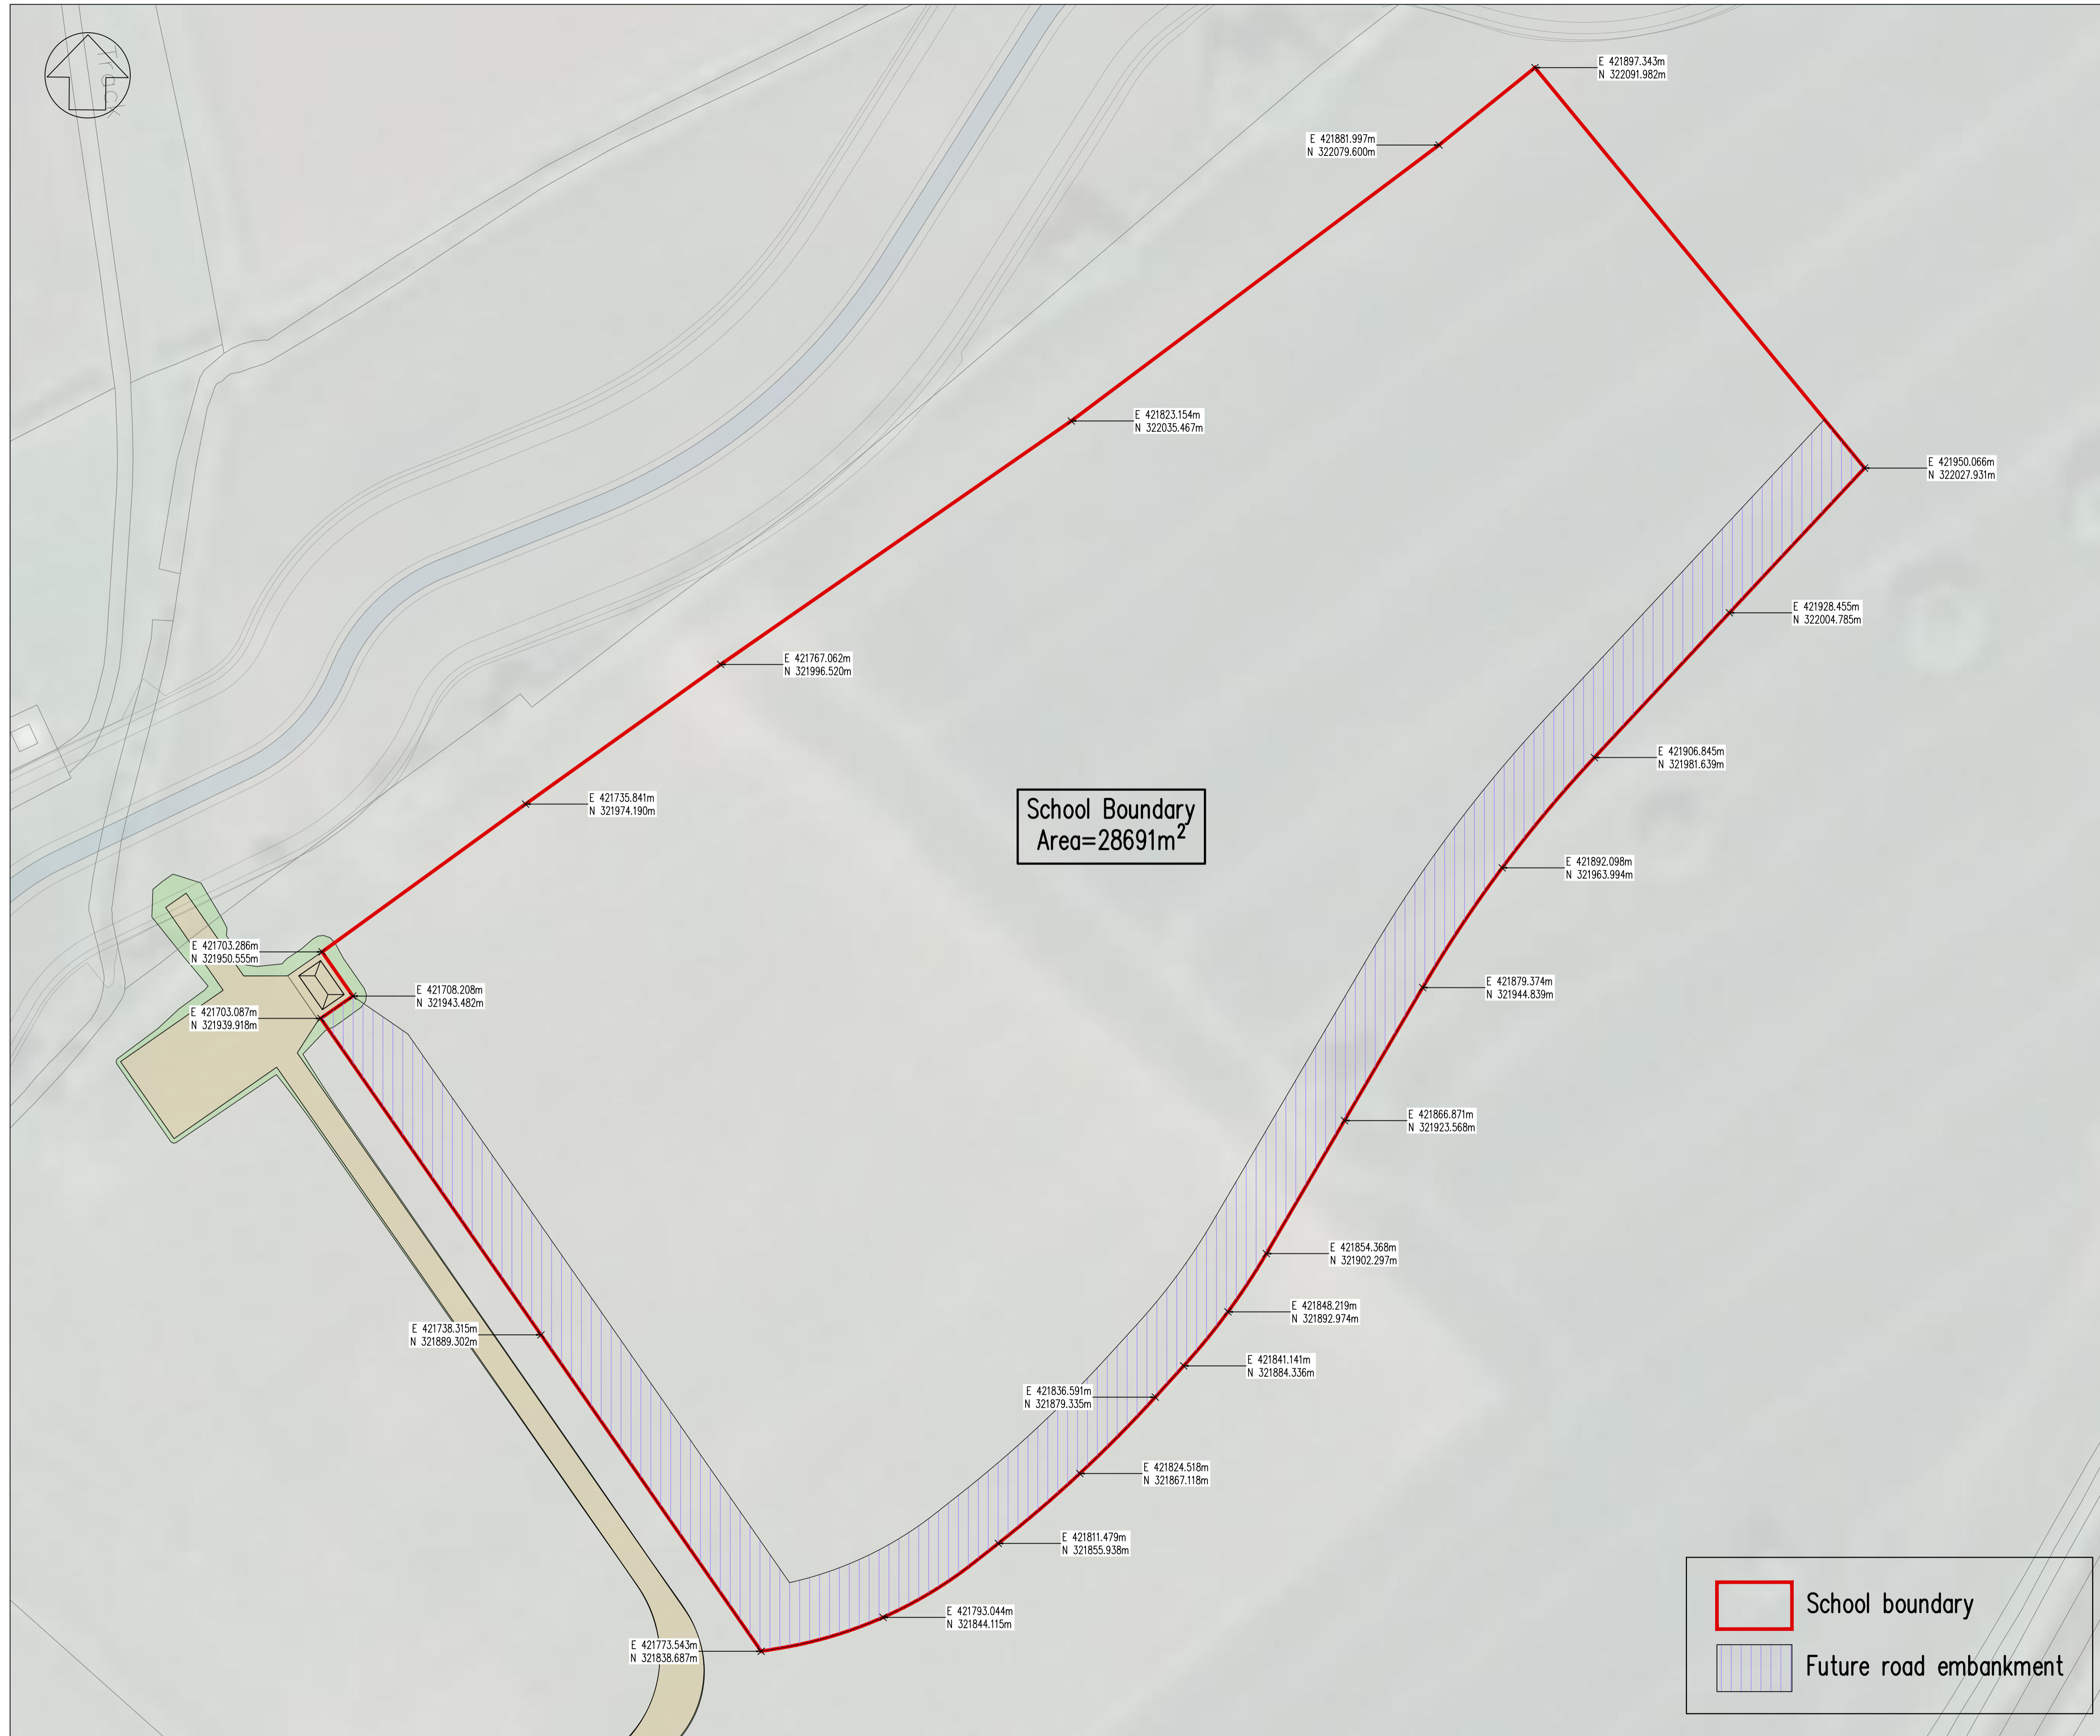 E 421897.343m
N 322091.982m
E 421881.997m
N 322079.600m
E 421823.154m
N 322035.467m
E 421950.066m
N 322027.931m
E 421928.455m
N 322004.785m
E 421767.062m
N 321996.520m
E 421906.845m
N 321981.639m
E 421735.841m
N 321974.190m
School Boundary
Area=28691m²
E 421892.098m
N 321963.994m
E 421703.286m
N 321950.555m
E 421708.208m
N 321943.482m
E 421879.374m
N 321944.839m
E 421703.087m
N 321939.918m
E 421866.871m
N 321923.568m
E 421854.368m
N 321902.297m
E 421848.219m
N 321892.974m
E 421738.315m
N 321889.302m
E 421841.141m
N 321884.336m
E 421836.591m
N 321879.335m
E 421824.518m
N 321867.118m
E 421811.479m
N 321855.938m
E 421793.044m
N 321844.115m
E 421773.543m
N 321838.687m
School boundary
Future road embankment